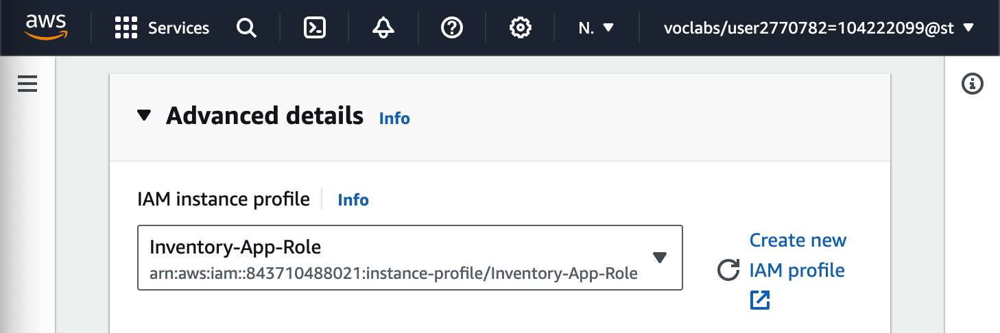 aws Services N. voclabs/user2770782=104222099@st
Advanced details Info
IAM instance profile Info
Inventory-App-Role
arn:aws:iam::843710488021:instance-profile/Inventory-App-Role
Create new
IAM profile